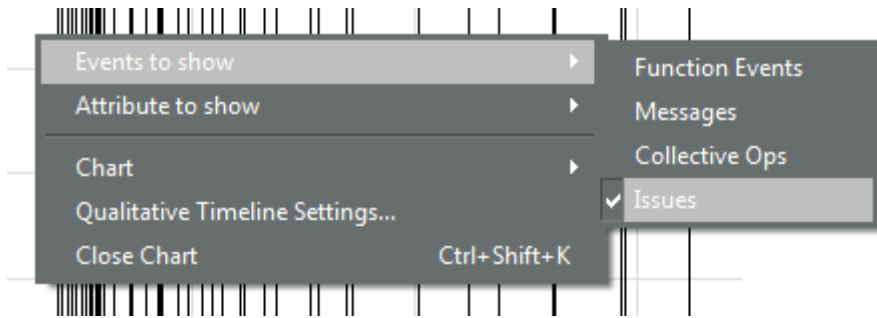 Events to show
Attribute to show
Chart
Qualitative Timeline Settings...
Close Chart Ctrl+Shift+K
Function Events
Messages
Collective Ops
Issues